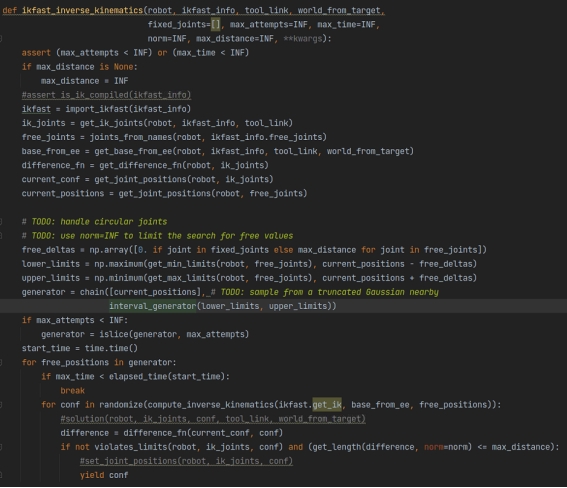 def ikfast_inverse_kinematics(robot, ikfast_info, tool_link, world_from_target,
fixed_joints=[], max_attempts=INF, max_time=INF,
norm=INF, max_distance=INF, **kwargs):
assert (max_attempts < INF) or (max_time < INF)
if max_distance is None:
max_distance = INF
#assert is_ik_compiled(ikfast_info)
ikfast = import_ikfast(ikfast_info)
ik_joints = get_ik_joints(robot, ikfast_info, tool_link)
free_joints = joints_from_names(robot, ikfast_info.free_joints)
base_from_ee = get_base_from_ee(robot, ikfast_info, tool_link, world_from_target)
difference_fn = get_difference_fn(robot, ik_joints)
current_conf = get_joint_positions(robot, ik_joints)
current_positions = get_joint_positions(robot, free_joints)
# TODO: handle circular joints
# TODO: use norm=INF to limit the search for free values
free_deltas = np.array([0. if joint in fixed_joints else max_distance for joint in free_joints])
lower_limits = np.maximum(get_min_limits(robot, free_joints), current_positions - free_deltas)
upper_limits = np.minimum(get_max_limits(robot, free_joints), current_positions + free_deltas)
generator = chain([current_positions], # TODO: sample from a truncated Gaussian nearby
interval_generator(lower_limits, upper_limits))
if max_attempts < INF:
generator = islice(generator, max_attempts)
start_time = time.time()
for free_positions in generator:
if max_time < elapsed_time(start_time):
break
for conf in randomize(compute_inverse_kinematics(ikfast.get_ik, base_from_ee, free_positions)):
#solution(robot, ik_joints, conf, tool_link, world_from_target)
difference = difference_fn(current_conf, conf)
if not violates_limits(robot, ik_joints, conf) and (get_length(difference, norm=norm) <= max_distance):
#set_joint_positions(robot, ik_joints, conf)
yield conf